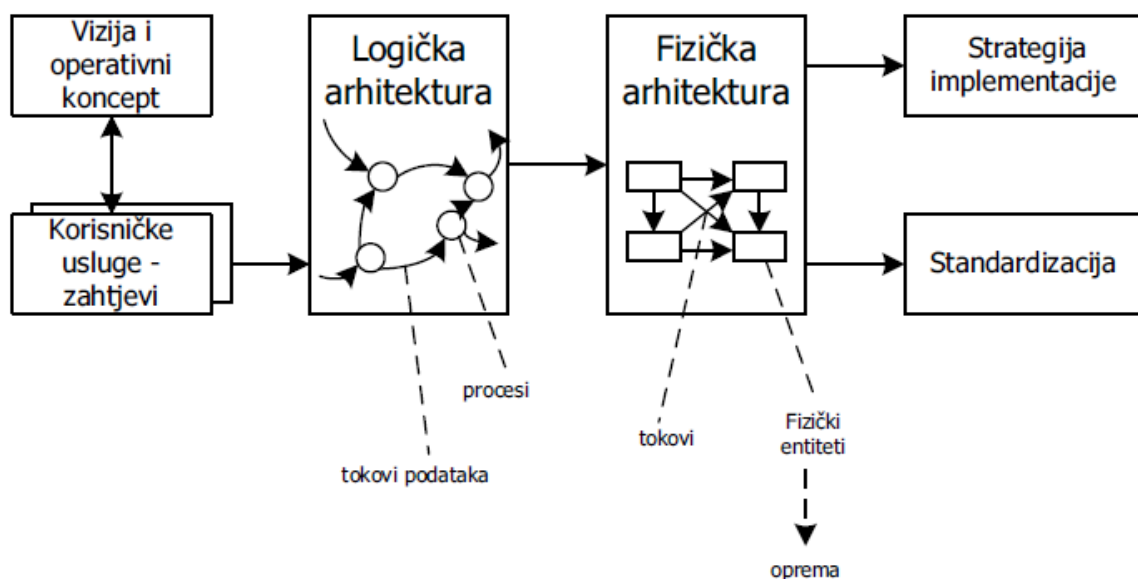 Vizija i
operativni
koncept
Korisničke
usluge -
zahtjevi
Logička
arhitektura
procesi
tokovi podataka
Fizička
arhitektura
tokovi
Fizički
entiteti
oprema
Strategija
implementacije
Standardizacija